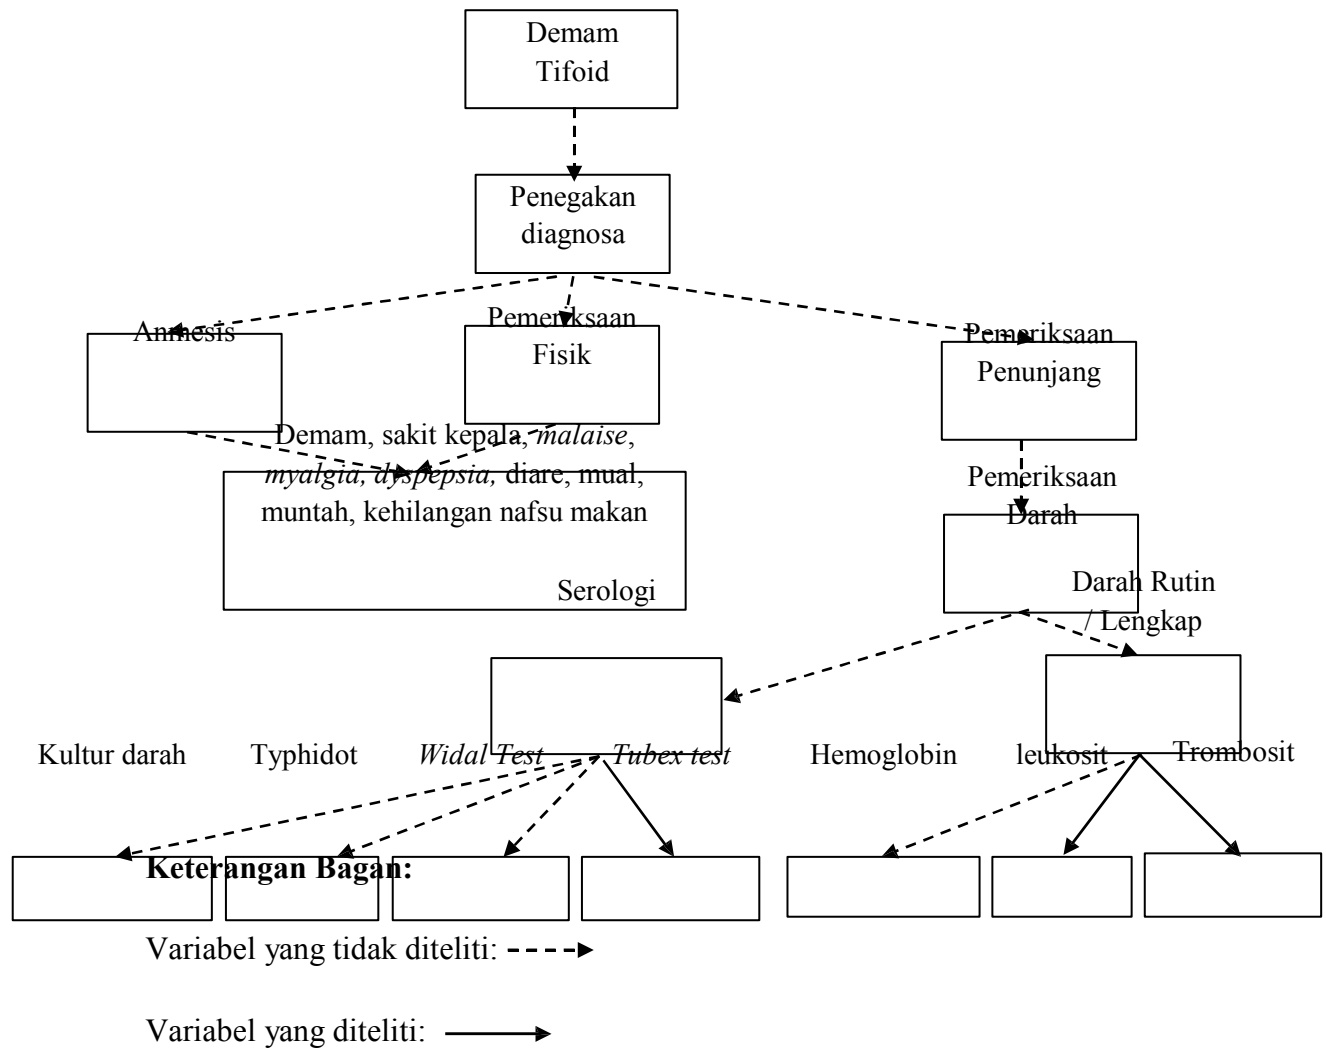 Demam
Tifoid
Penegakan
diagnosa
Anmesis
Pemeriksaan
Fisik
Pemeriksaan
Penunjang
Demam, sakit kepala, malaise,
myalgia, dyspepsia, diare, mual,
muntah, kehilangan nafsu makan
Pemeriksaan
Darah
Serologi
Darah Rutin
/ Lengkap
Kultur darah
Typhidot
Widal Test
Tubex test
Hemoglobin
leukosit
Trombosit
Keterangan Bagan:
Variabel yang tidak diteliti:
Variabel yang diteliti: